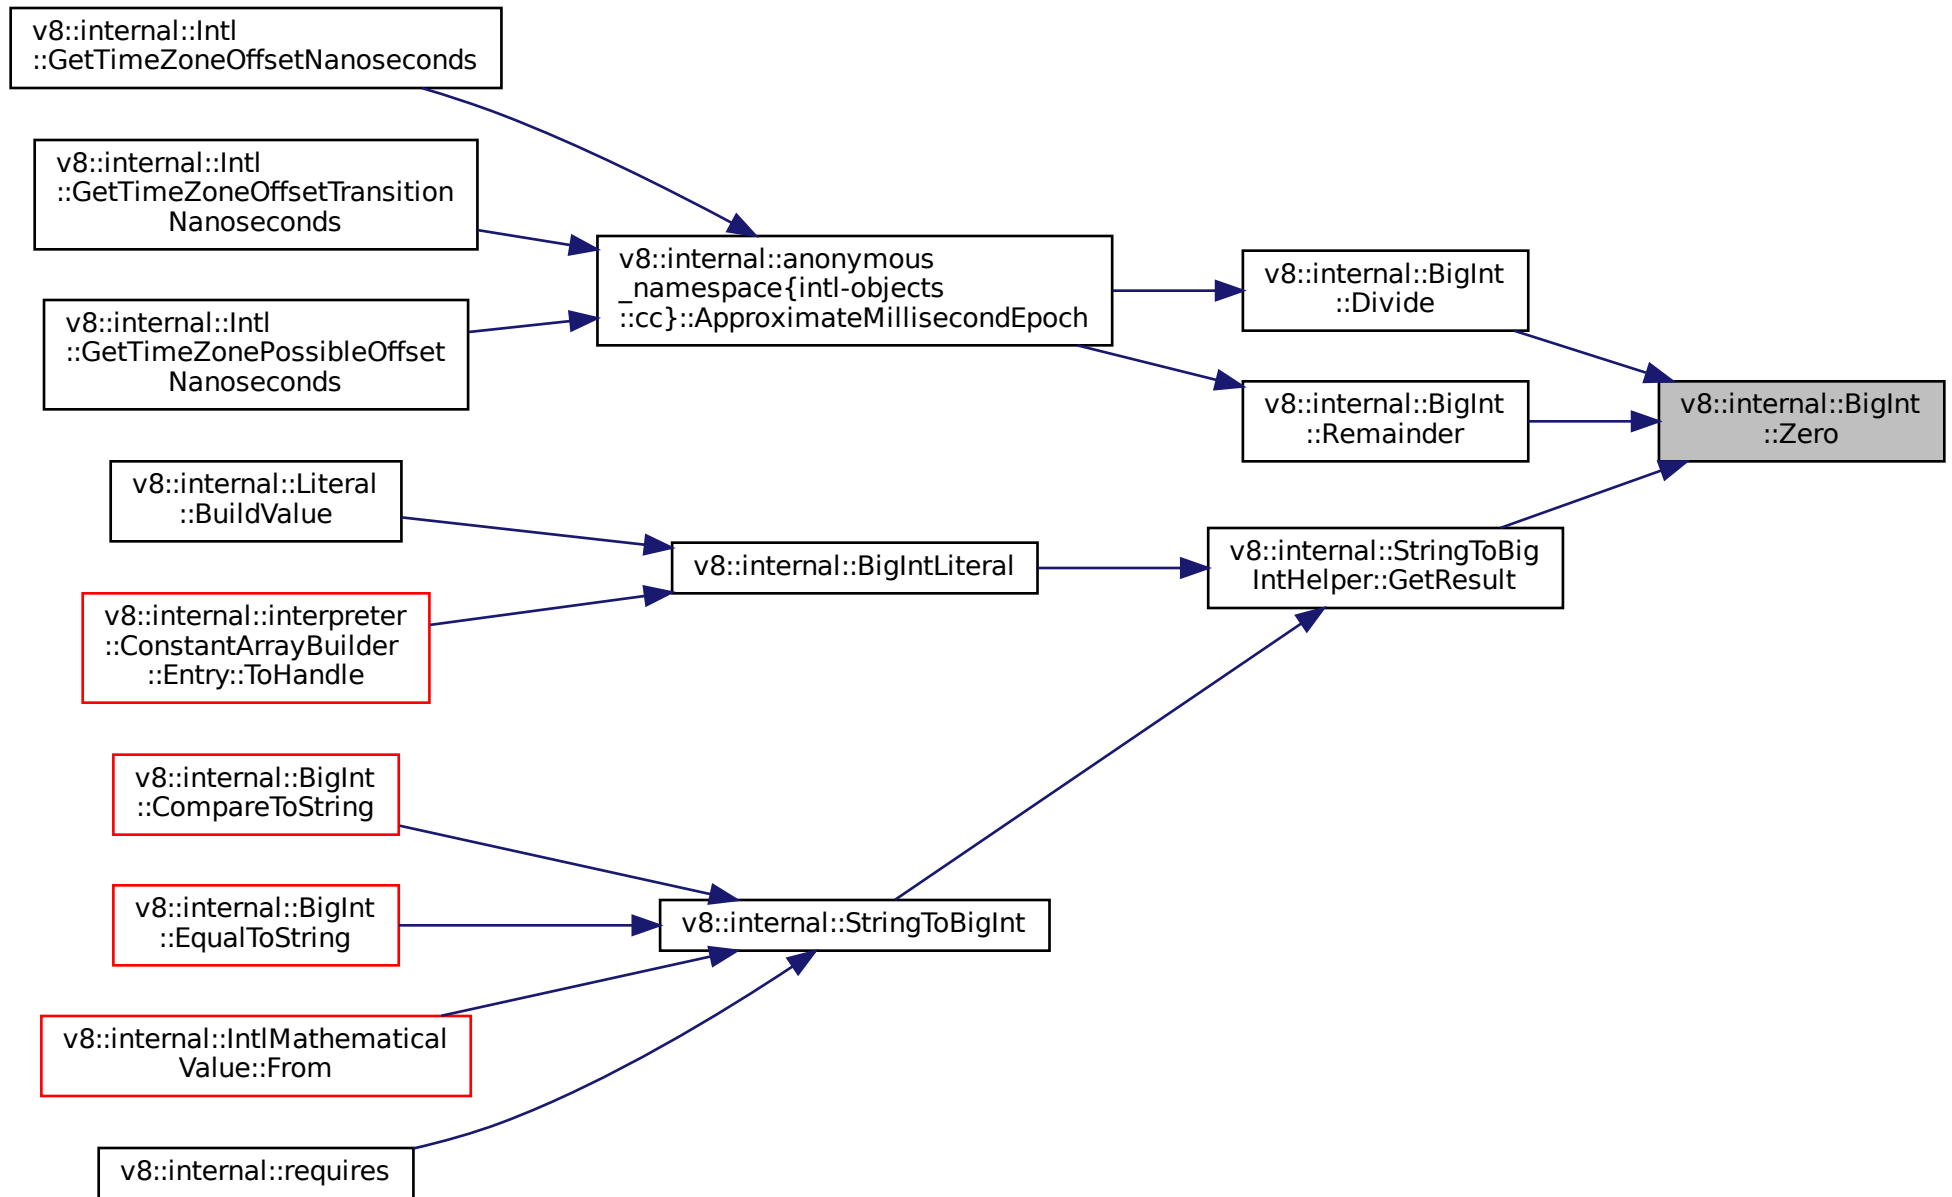 v8::internal::Intl
::GetTimeZoneOffsetNanoseconds
v8::internal::Intl
::GetTimeZoneOffsetTransition
Nanoseconds
v8::internal::Intl
::GetTimeZonePossibleOffset
Nanoseconds
v8::internal::anonymous
_namespace{intl-objects
::cc}::ApproximateMillisecondEpoch
v8::internal::BigInt
::Divide
v8::internal::BigInt
::Remainder
v8::internal::BigInt
::Zero
v8::internal::Literal
::BuildValue
v8::internal::BigIntLiteral
v8::internal::StringToBig
IntHelper::GetResult
v8::internal::interpreter
::ConstantArrayBuilder
::Entry::ToHandle
v8::internal::BigInt
::CompareToString
v8::internal::BigInt
::EqualToString
v8::internal::StringToBigInt
v8::internal::IntlMathematical
Value::From
v8::internal::requires